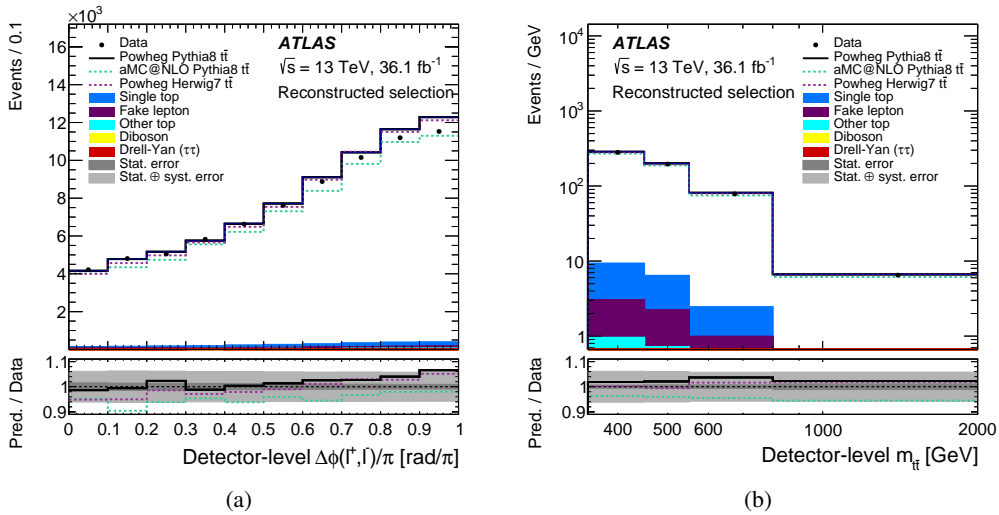 ×10³
Events / 0.1
16
14
12
10
8
6
4
2
ATLAS
√s = 13 TeV, 36.1 fb⁻¹
Reconstructed selection
Data
Powheg Pythia8 tt̄
aMC@NLO Pythia8 tt̄
Powheg Herwig7 tt̄
Single top
Fake lepton
Other top
Diboson
Drell-Yan (ττ)
Stat. error
Stat. ⊕ syst. error
Pred. / Data
1.1
1
0.9
0 0.1 0.2 0.3 0.4 0.5 0.6 0.7 0.8 0.9 1
Detector-level Δϕ(l⁺,l⁻)/π [rad/π]
(a)
Events / GeV
10⁴
10³
10²
10
1
ATLAS
√s = 13 TeV, 36.1 fb⁻¹
Reconstructed selection
Data
Powheg Pythia8 tt̄
aMC@NLO Pythia8 tt̄
Powheg Herwig7 tt̄
Single top
Fake lepton
Other top
Diboson
Drell-Yan (ττ)
Stat. error
Stat. ⊕ syst. error
Pred. / Data
1.1
1
0.9
400 500 600 1000 2000
Detector-level m_tt̄ [GeV]
(b)